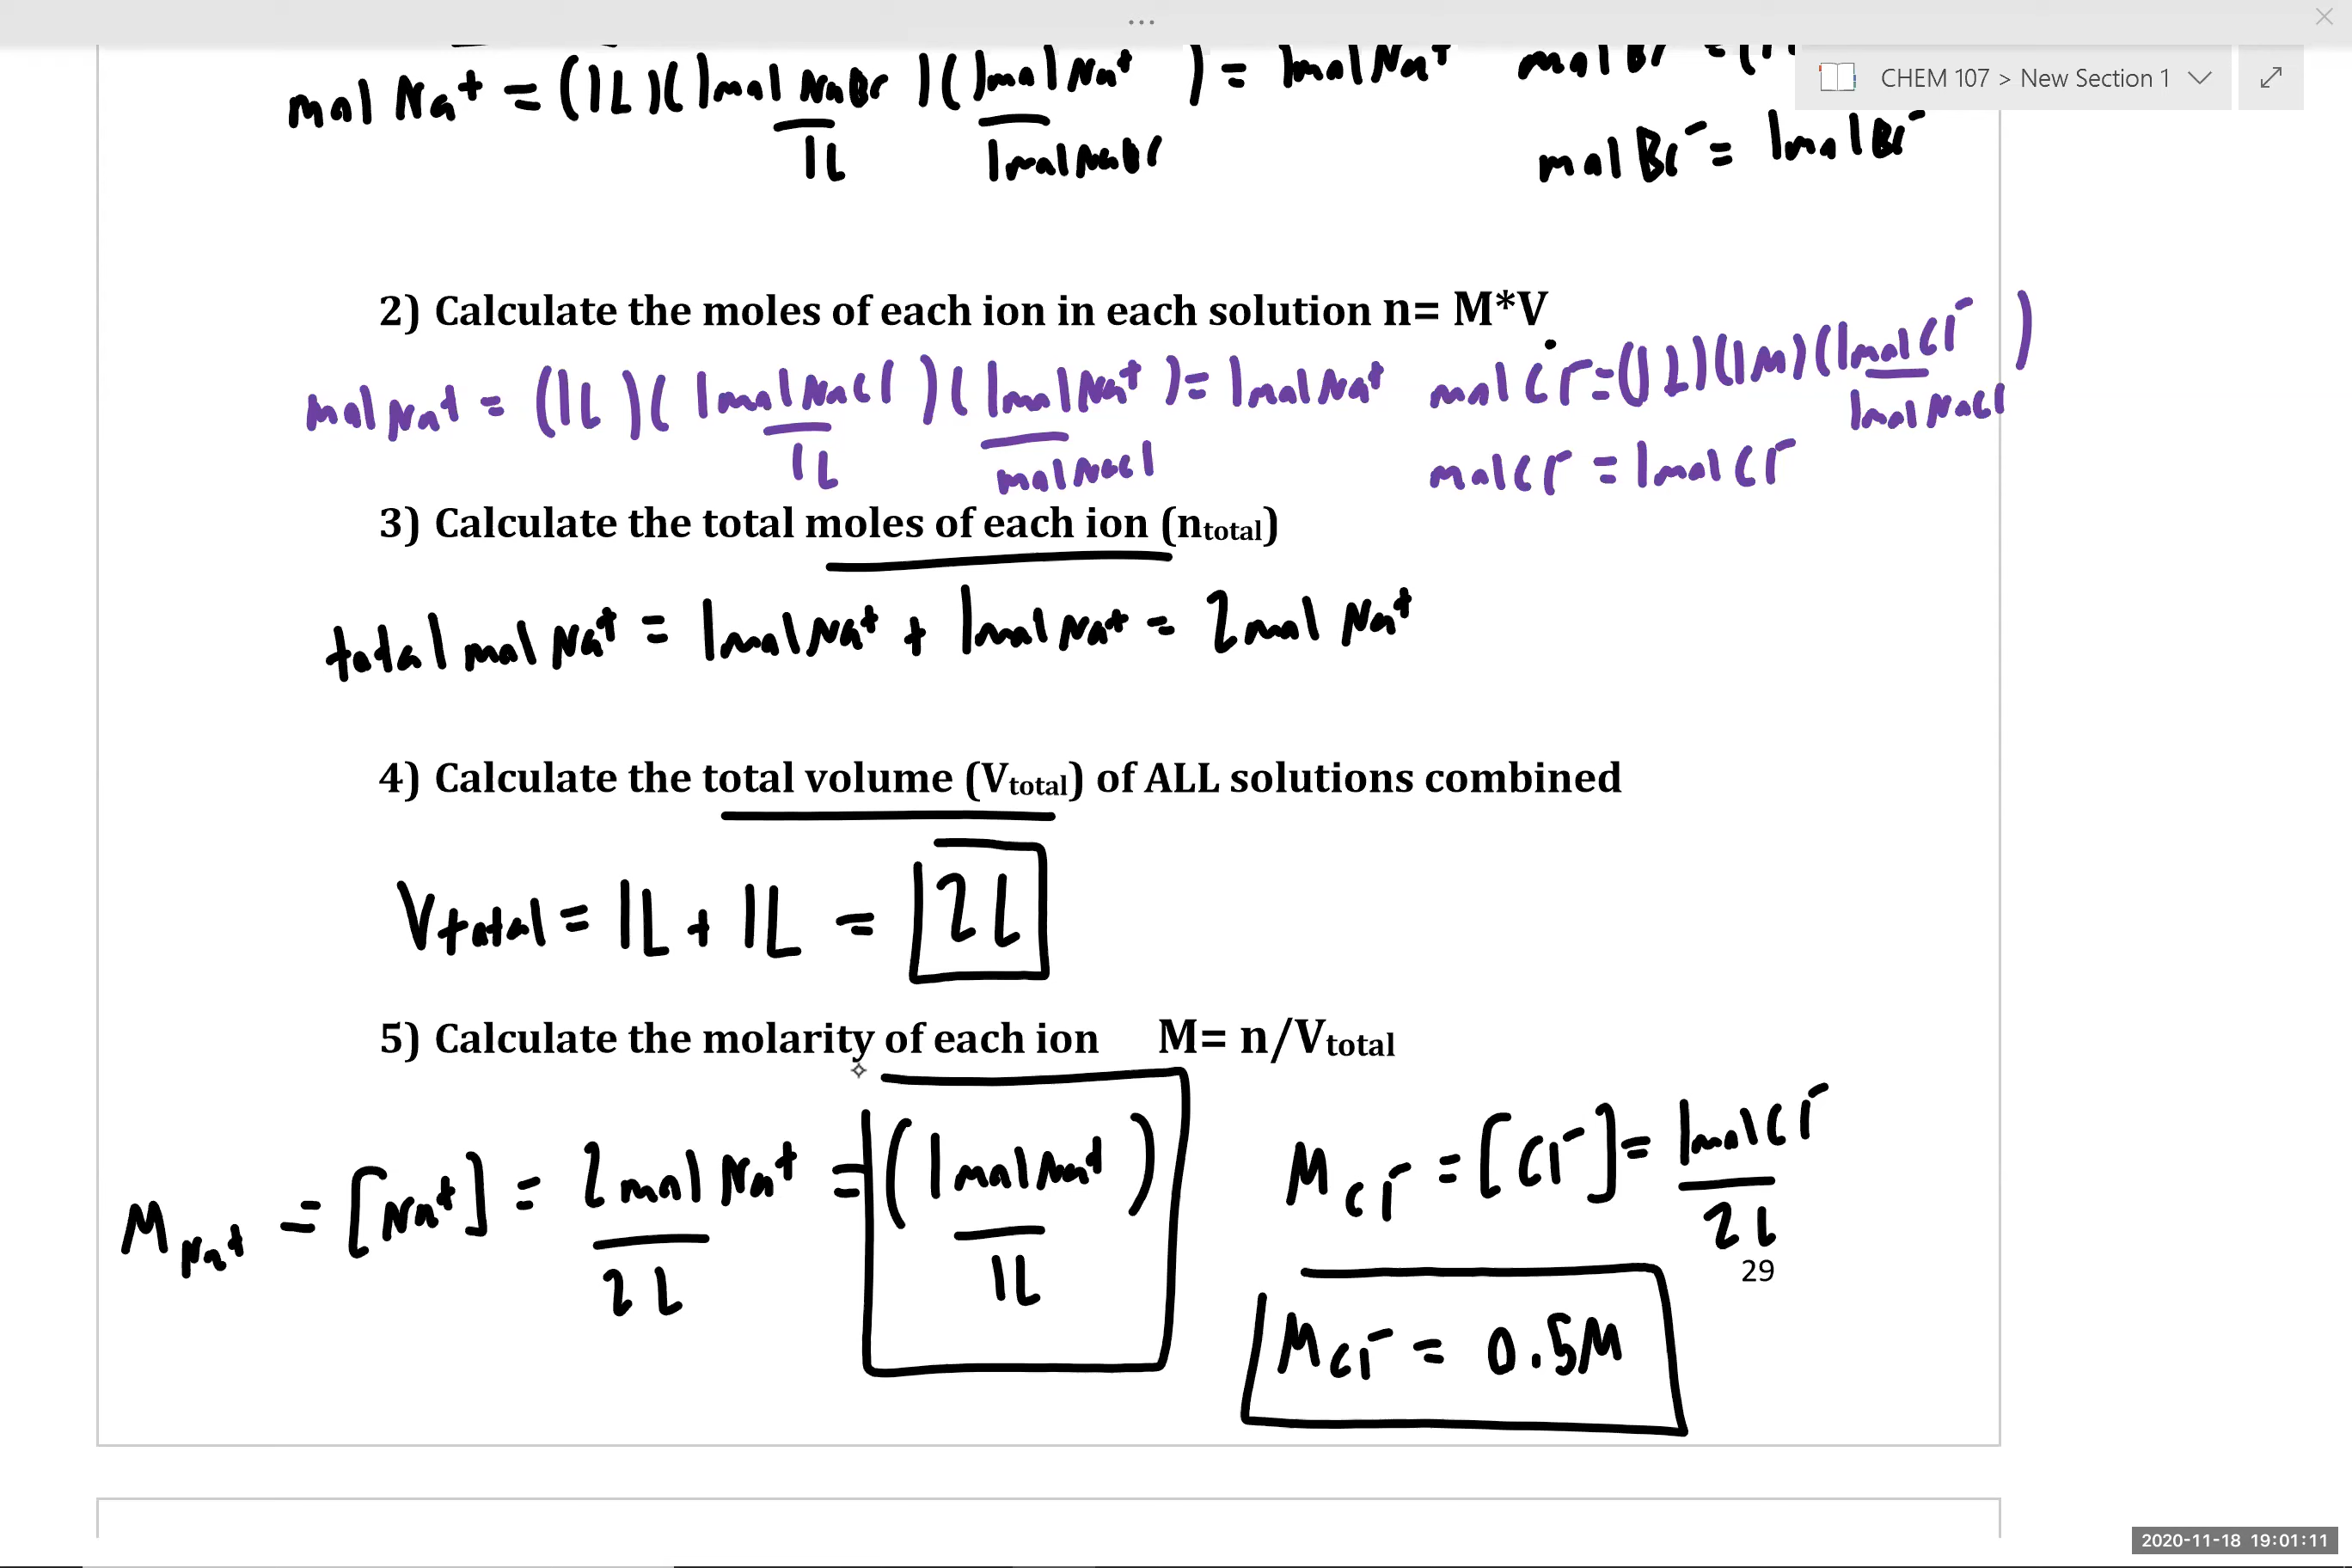 mol Na+ = (1L)(1mol NaBr / 1L)(1mol Na+ / 1mol NaBr) = 1mol Na+
mol Br- = 1mol Br-
CHEM 107 > New Section 1
2) Calculate the moles of each ion in each solution n= M*V
mol Na+ = (1L)(1mol NaCl / 1L)(1mol Na+ / mol NaCl) = 1mol Na+
mol Cl- = (1L)(1M)(1mol Cl- / 1mol NaCl)
mol Cl- = 1mol Cl-
3) Calculate the total moles of each ion (ntotal)
total mol Na+ = 1mol Na+ + 1mol Na+ = 2mol Na+
4) Calculate the total volume (Vtotal) of ALL solutions combined
Vtotal = 1L + 1L = 2L
5) Calculate the molarity of each ion M= n/Vtotal
MNa+ = [Na+] = 2mol Na+ / 2L = (1mol Na+ / 1L)
MCl- = [Cl-] = 1mol Cl- / 2L
29
MCl- = 0.5M
2020-11-18 19:01:11